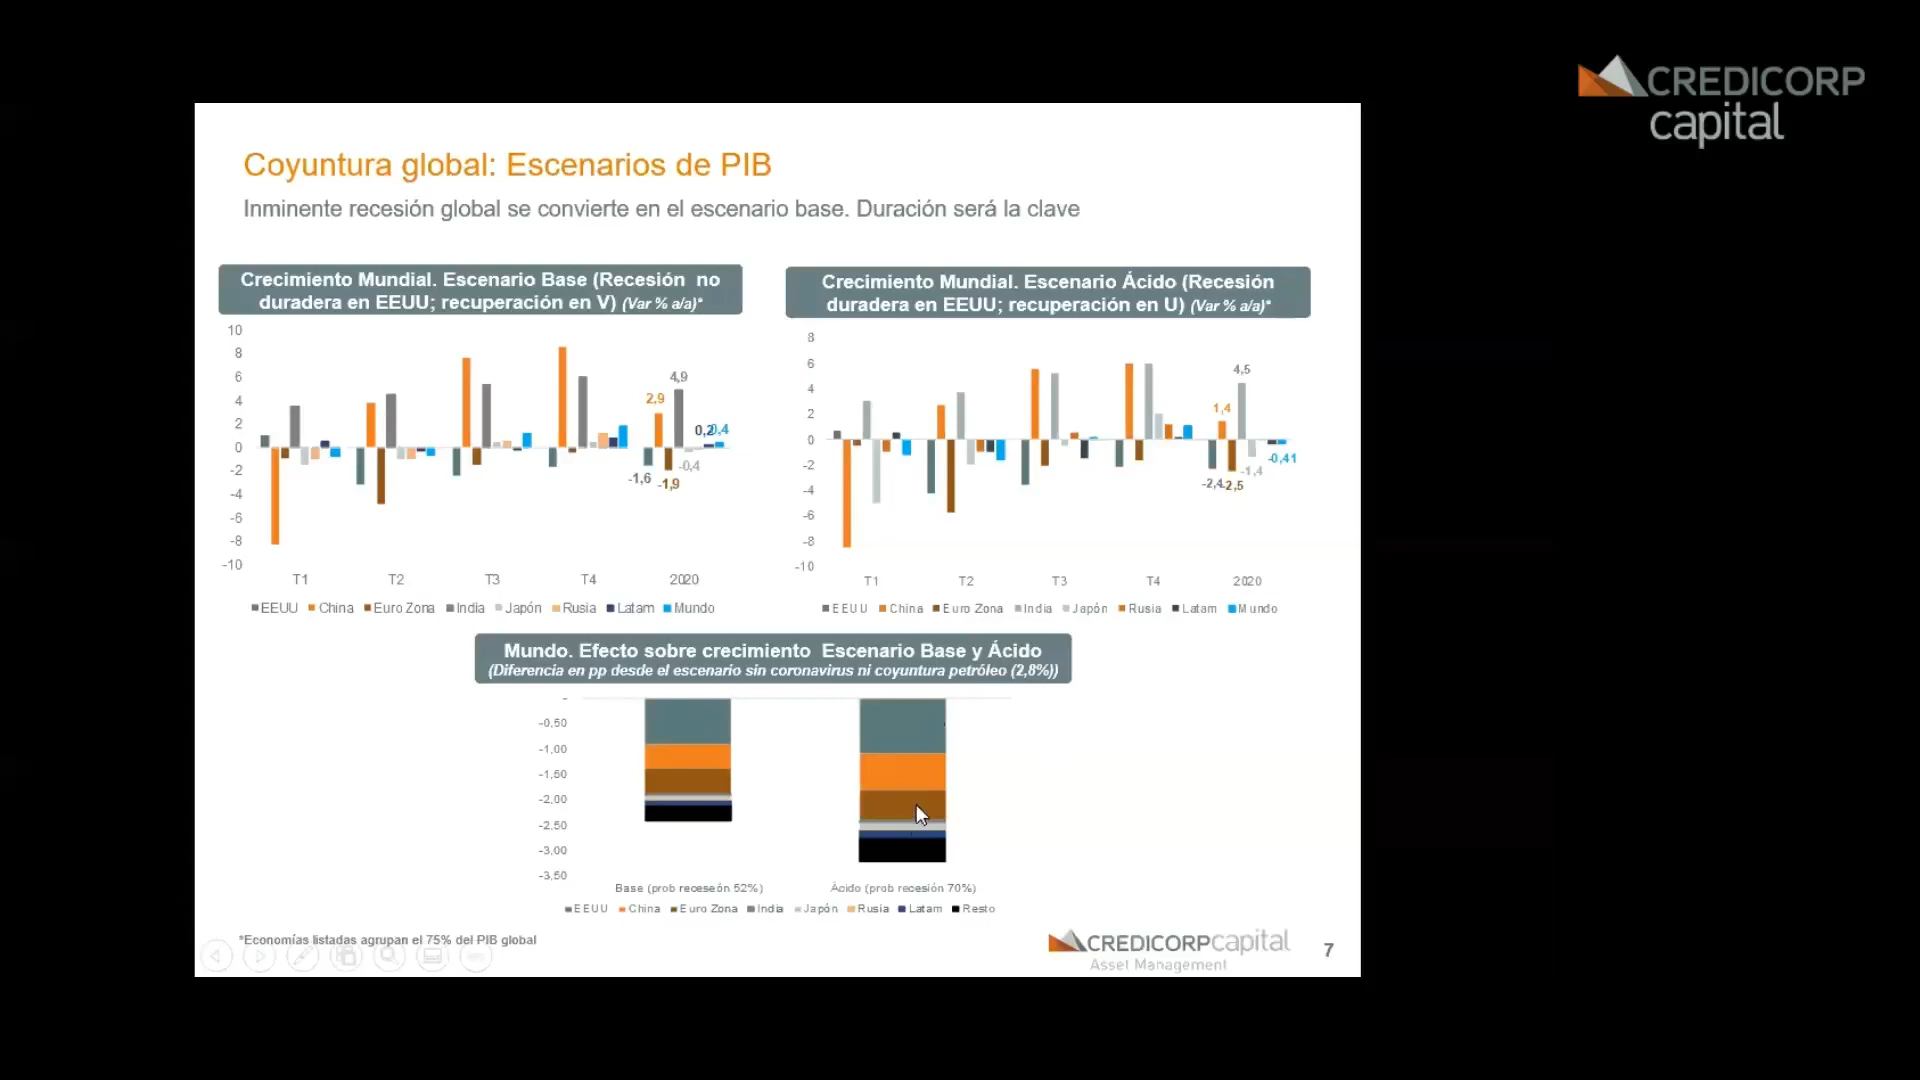 CREDICORP
capital
Coyuntura global: Escenarios de PIB
Inminente recesión global se convierte en el escenario base. Duración será la clave
Crecimiento Mundial. Escenario Base (Recesión no
duradera en EEUU; recuperación en V) (Var % a/a)*
10
8
6
4
2
0
-2
-4
-6
-8
-10
-1,6
2,9
-1,9
4,9
-0,4
0,2
0,4
T1 T2 T3 T4 2020
EEUU China Euro Zona India Japón Rusia Latam Mundo
Crecimiento Mundial. Escenario Ácido (Recesión
duradera en EEUU; recuperación en U) (Var % a/a)*
8
6
4
2
0
-2
-4
-6
-8
-10
-2,4
1,4
-2,5
4,5
-1,4
-0,41
T1 T2 T3 T4 2020
EEUU China Euro Zona India Japón Rusia Latam Mundo
Mundo. Efecto sobre crecimiento Escenario Base y Ácido
(Diferencia en pp desde el escenario sin coronavirus ni coyuntura petróleo (2,8%))
-
-0,50
-1,00
-1,50
-2,00
-2,50
-3,00
-3,50
Base (prob receseón 52%) Ácido (prob recesión 70%)
EEUU China Euro Zona India Japón Rusia Latam Resto
*Economías listadas agrupan el 75% del PIB global
CREDICORPcapital
Asset Management
7